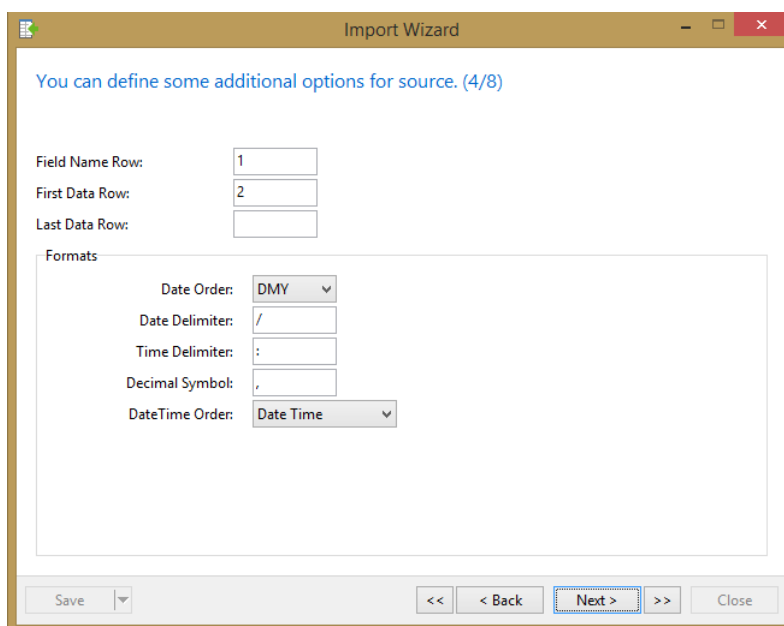 Import Wizard
You can define some additional options for source. (4/8)
Field Name Row: 1
First Data Row: 2
Last Data Row:
Formats
Date Order: DMY
Date Delimiter: /
Time Delimiter: :
Decimal Symbol: ,
DateTime Order: Date Time
Save << < Back Next > >> Close